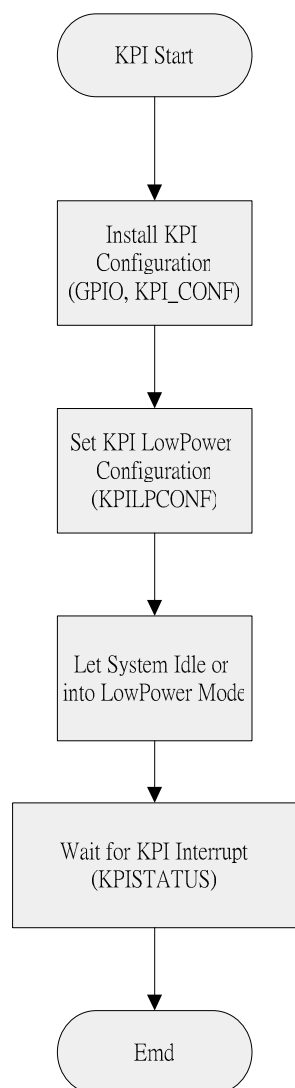 KPI Start
Install KPI
Configuration
(GPIO, KPI_CONF)
Set KPI LowPower
Configuration
(KPILPCONF)
Let System Idle or
into LowPower Mode
Wait for KPI Interrupt
(KPISTATUS)
Emd